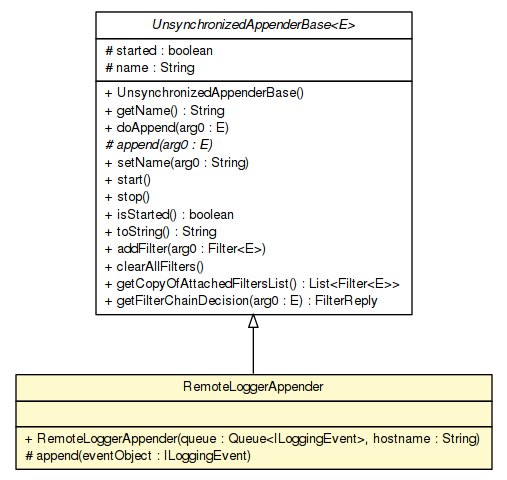 UnsynchronizedAppenderBase<E>
# started : boolean
# name : String
+ UnsynchronizedAppenderBase()
+ getName() : String
+ doAppend(arg0 : E)
# append(arg0 : E)
+ setName(arg0 : String)
+ start()
+ stop()
+ isStarted() : boolean
+ toString() : String
+ addFilter(arg0 : Filter<E>)
+ clearAllFilters()
+ getCopyOfAttachedFiltersList() : List<Filter<E>>
+ getFilterChainDecision(arg0 : E) : FilterReply
RemoteLoggerAppender
+ RemoteLoggerAppender(queue : Queue<ILoggingEvent>, hostname : String)
# append(eventObject : ILoggingEvent)